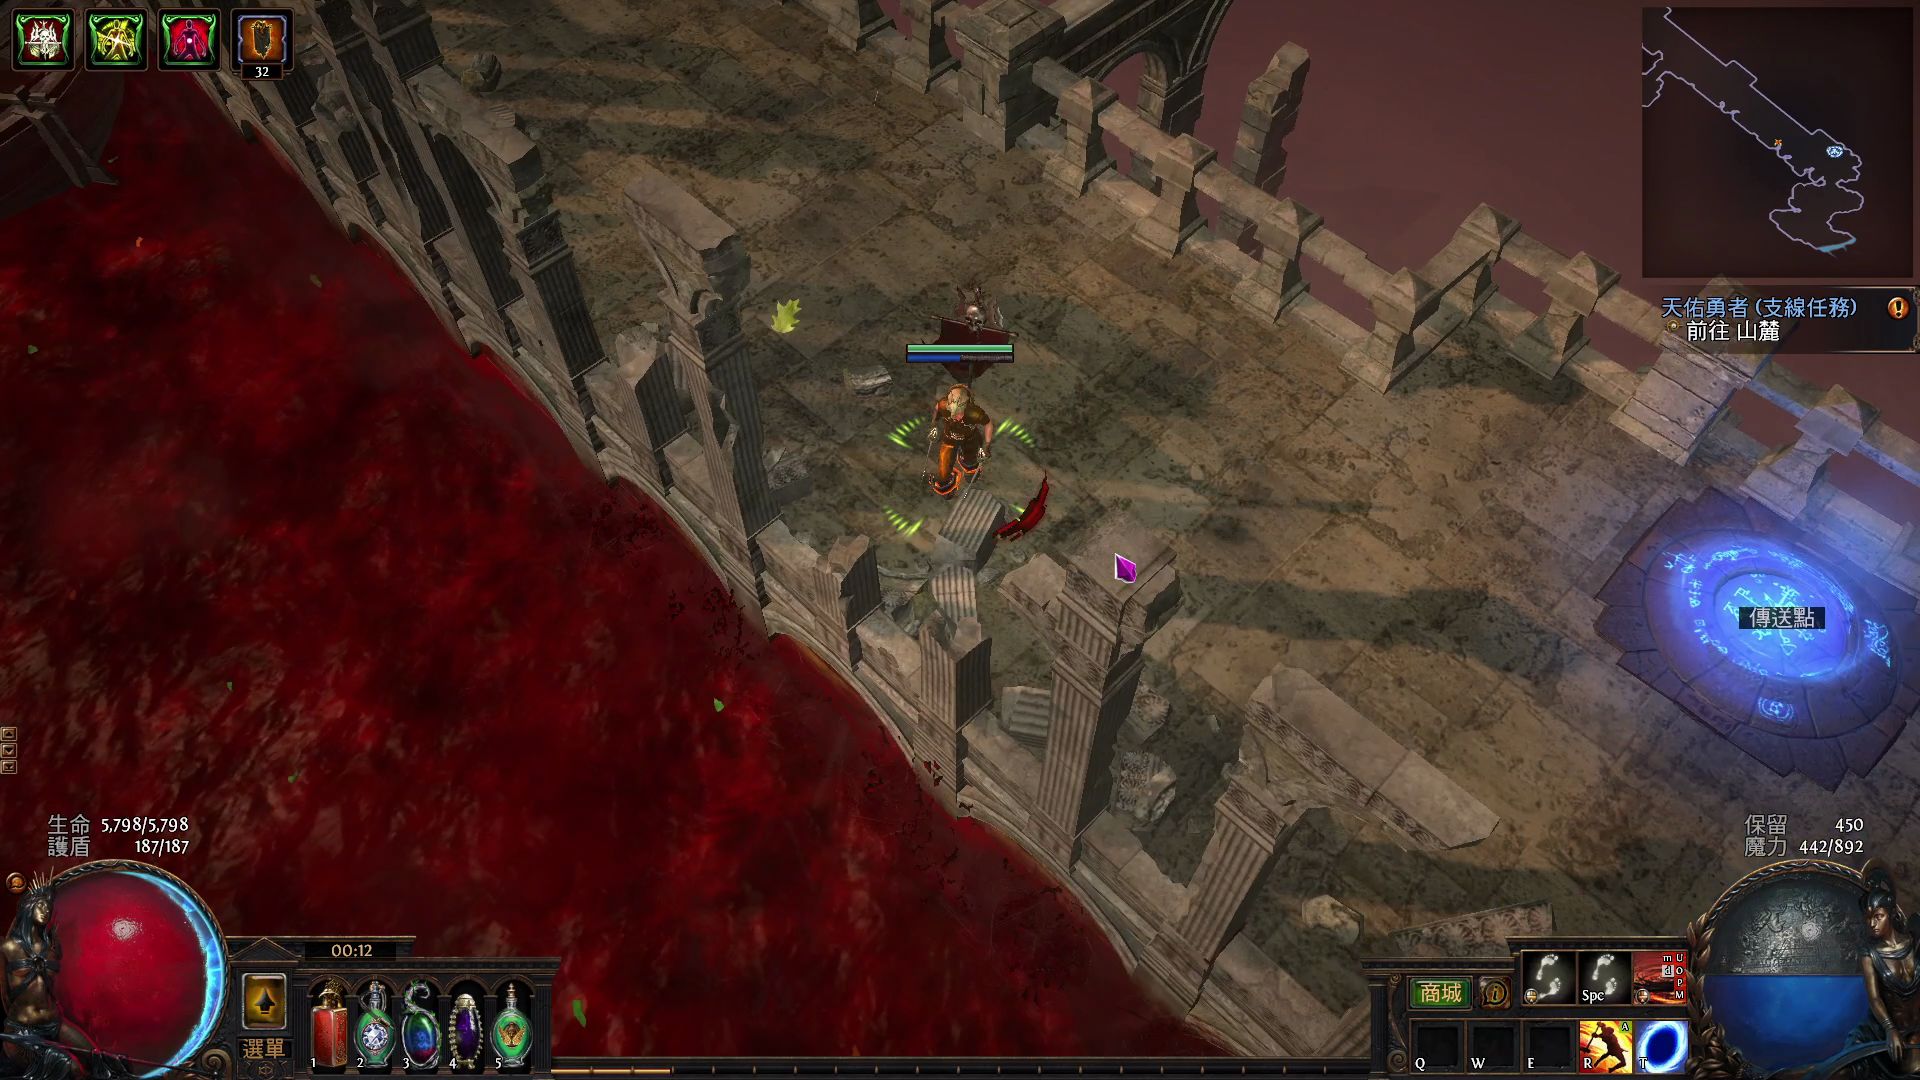 32
天佑勇者 (支線任務)
前往 山麓
傳送點
生命 5,798/5,798
護盾 187/187
保留 450
魔力 442/892
00:12
選單
1 2 3 4 5
商城
Spc
Q W E R T
A